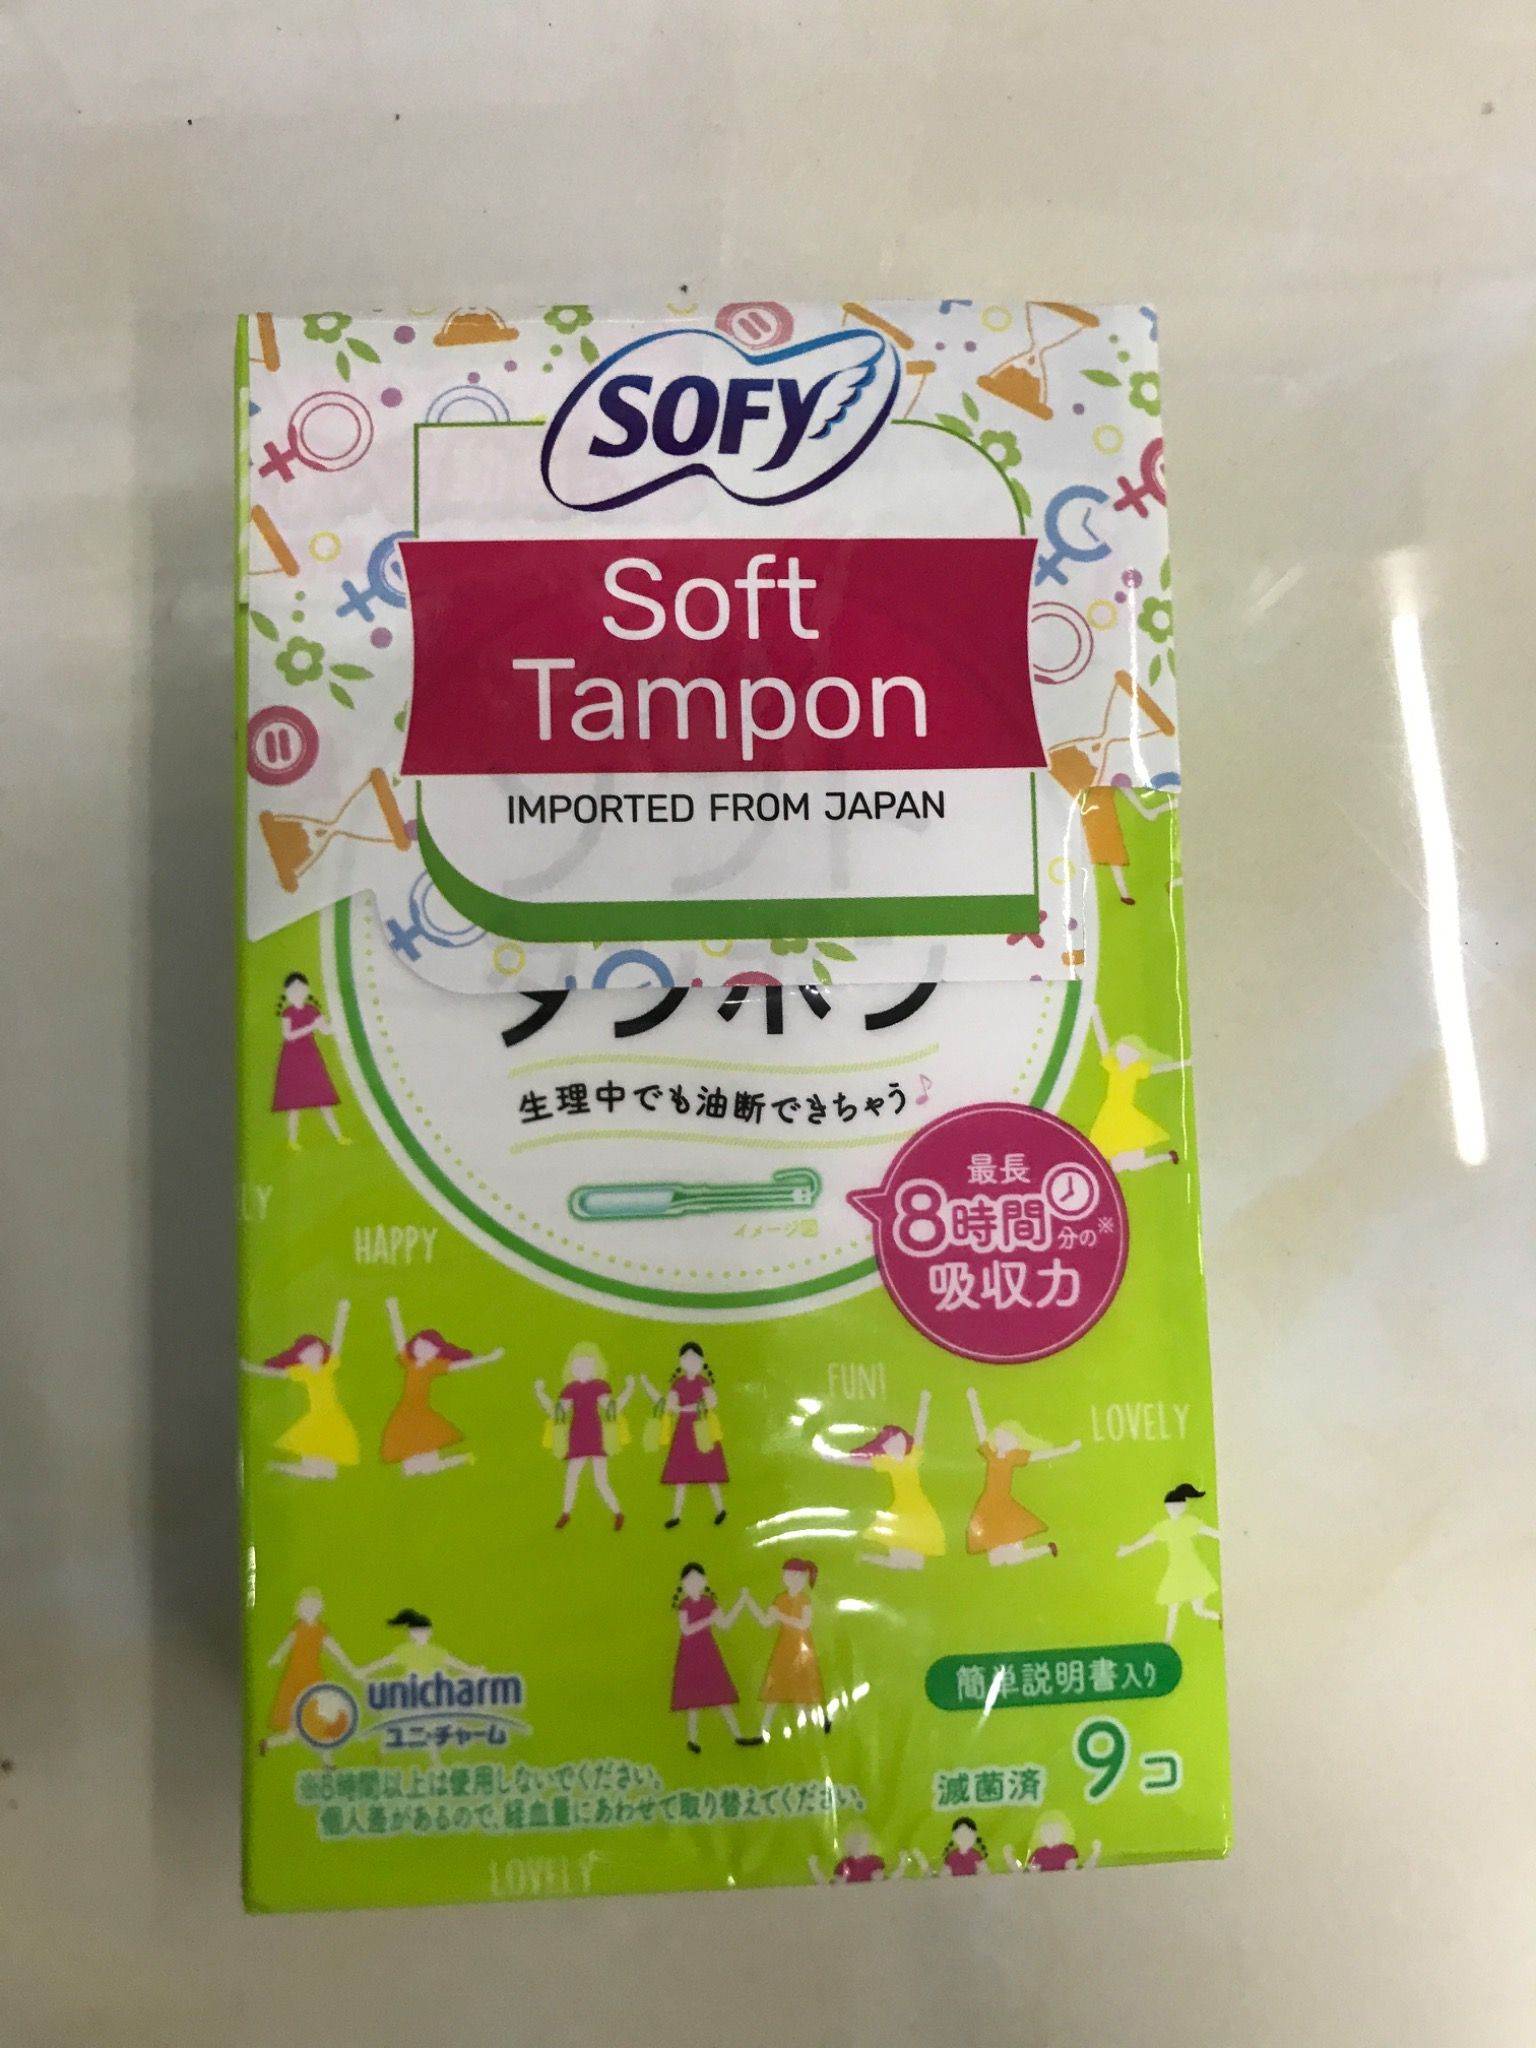 SOFY
Soft
Tampon
IMPORTED FROM JAPAN
タンポン
生理中でも油断できちゃう♪
イメージ図
最長
8時間分の※
吸収力
LY
HAPPY
FUN!
LOVELY
unicharm
ユニ・チャーム
簡単説明書入り
滅菌済 9コ
※8時間以上は使用しないでください。
個人差があるので、経血量にあわせて取り替えてください。
LOVELY